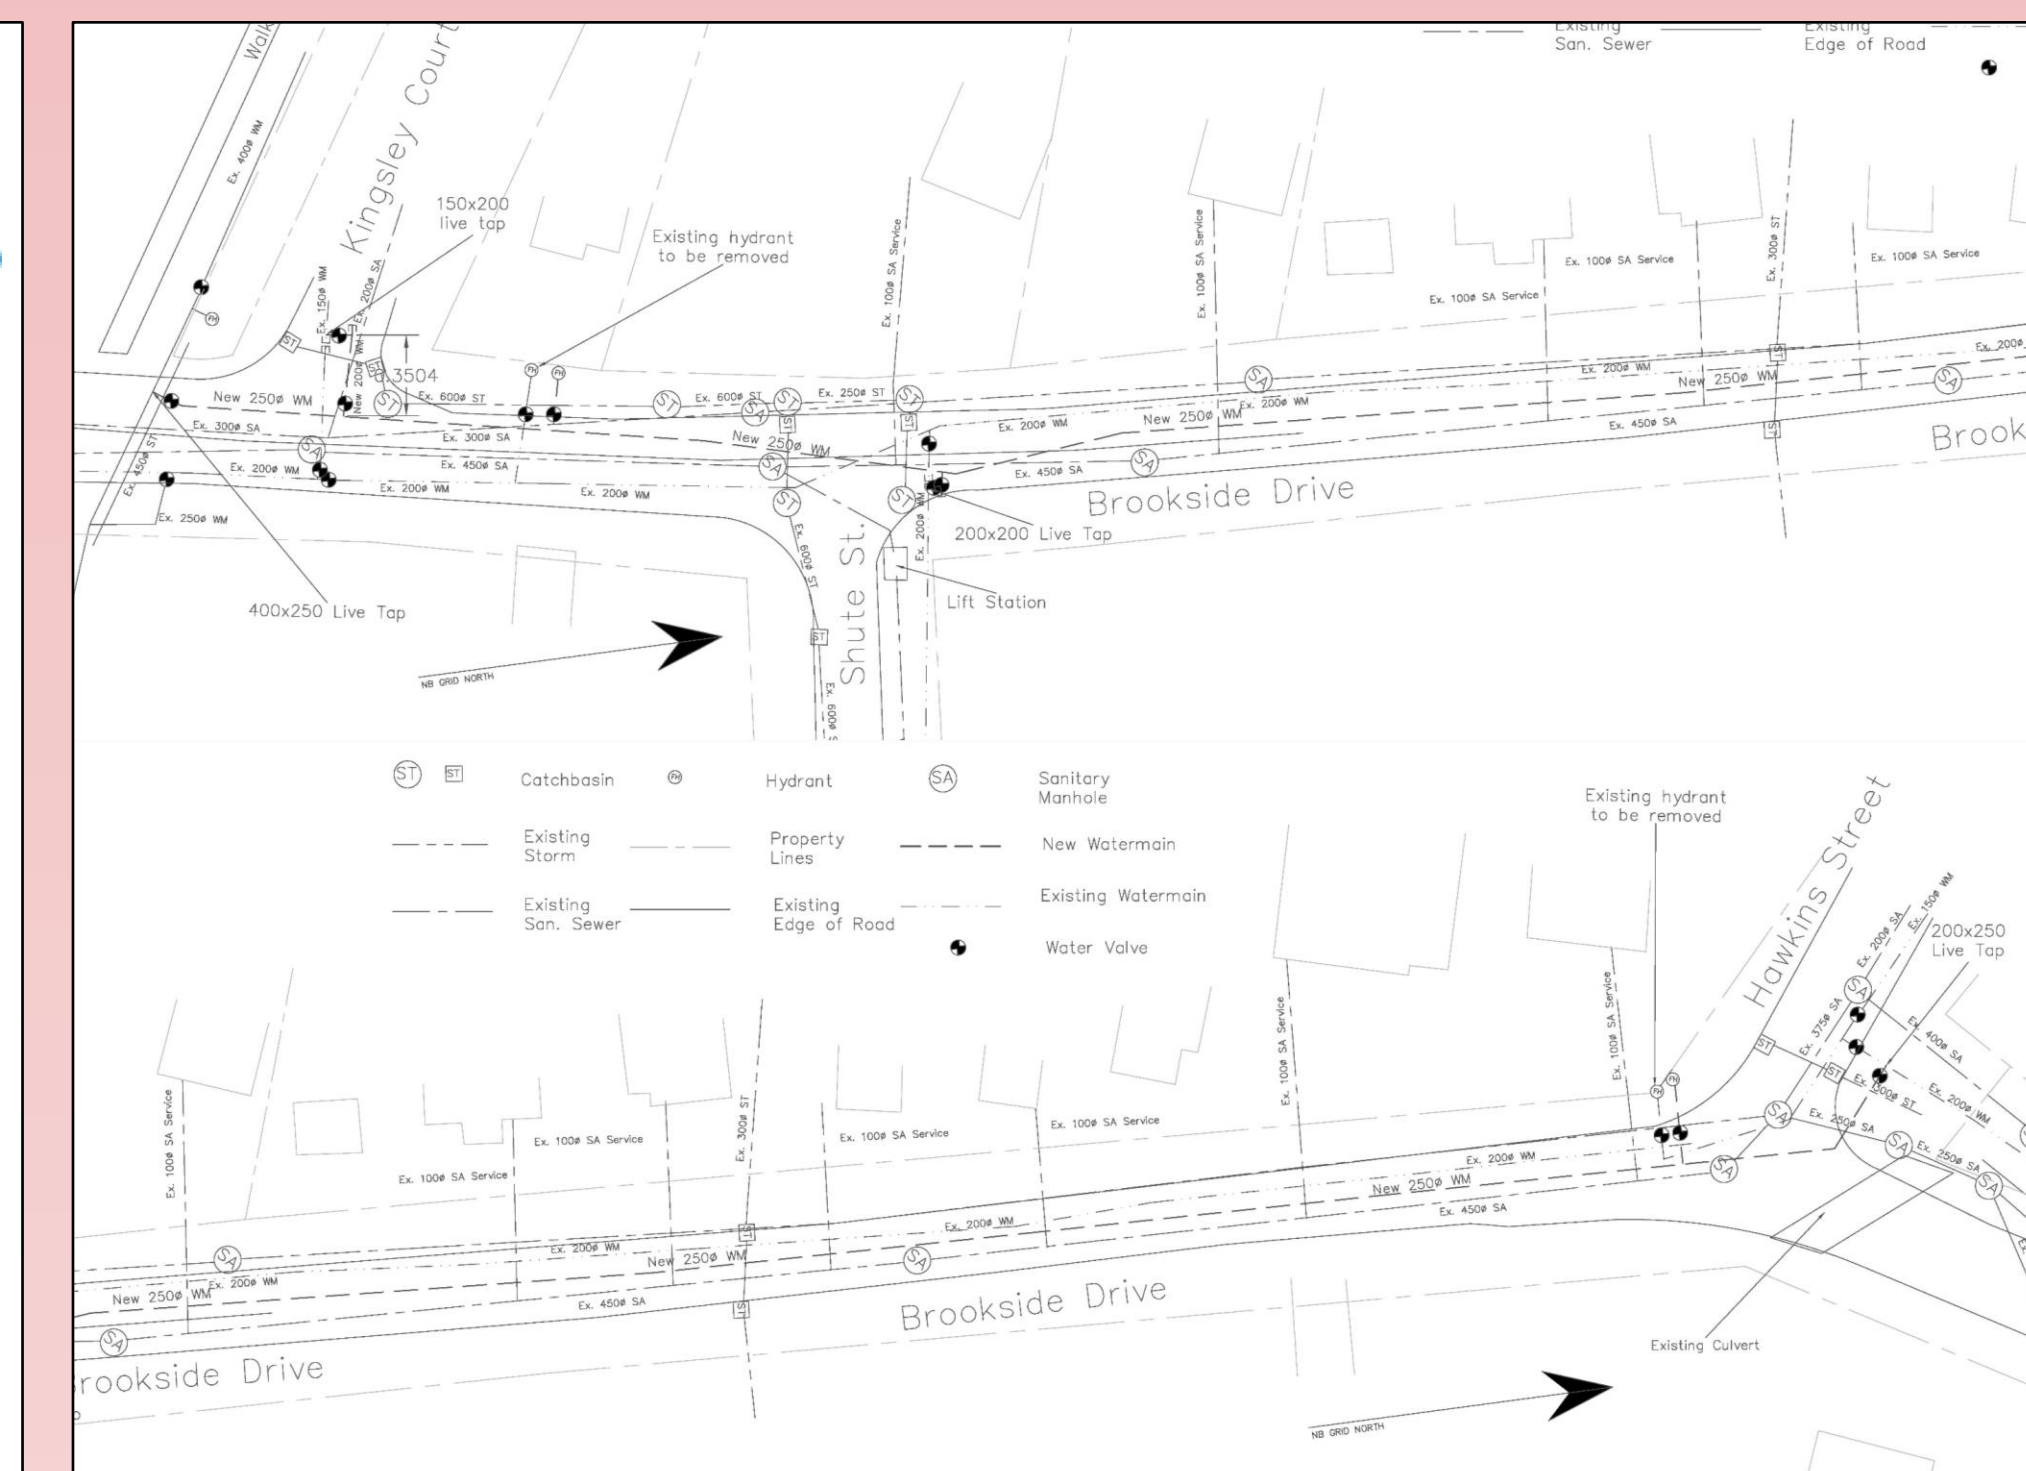 Existing
San. Sewer
Existing
Edge of Road
Walk
Kingsley Court
Ex. 400ø WM
150x200
live tap
Existing hydrant
to be removed
Ex. 150ø WM
Ex. 200ø SA
New 200ø WM
.3504
New 250ø WM
Ex. 600ø ST
Ex. 600ø ST
Ex. 250ø ST
Ex. 100ø SA Service
Ex. 100ø SA Service
Ex. 100ø SA Service
Ex. 100ø SA Service
Ex. 300ø ST
Ex. 100ø SA Service
Ex. 200ø
Ex. 200ø WM
New 250ø WM
Ex. 300ø SA
Ex. 300ø SA
New 250ø WM
Ex. 200ø WM
New 250ø WM
Ex. 200ø WM
Ex. 450ø SA
Brook
Ex. 450ø ST
Ex. 200ø WM
Ex. 450ø SA
Ex. 200ø WM
Ex. 200ø WM
Ex. 450ø SA
Brookside Drive
Ex. 250ø WM
Ex. 600ø ST
Shute St.
Ex. 200ø WM
200x200 Live Tap
400x250 Live Tap
Lift Station
NB GRID NORTH
Ex. 600ø S
ST
ST
Catchbasin
FH
Hydrant
SA
Sanitary
Manhole
Existing
Storm
Property
Lines
New Watermain
Existing
San. Sewer
Existing
Edge of Road
Existing Watermain
Water Valve
Existing hydrant
to be removed
Hawkins Street
Ex. 200ø SA
Ex. 150ø WM
200x250
Live Tap
Ex. 375ø SA
Ex. 400ø SA
Ex. 300ø ST
Ex. 200ø WM
Ex. 250ø SA
Ex. 250ø SA
Ex. 100ø SA Service
Ex. 100ø SA Service
Ex. 100ø SA Service
Ex. 300ø ST
Ex. 100ø SA Service
Ex. 100ø SA Service
Ex. 100ø SA Service
Ex. 100ø SA Service
Ex. 200ø WM
New 250ø WM
Ex. 450ø SA
Ex. 200ø WM
Ex. 200ø WM
New 250ø WM
Ex. 200ø WM
New 250ø WM
Ex. 450ø SA
Brookside Drive
rookside Drive
Existing Culvert
NB GRID NORTH